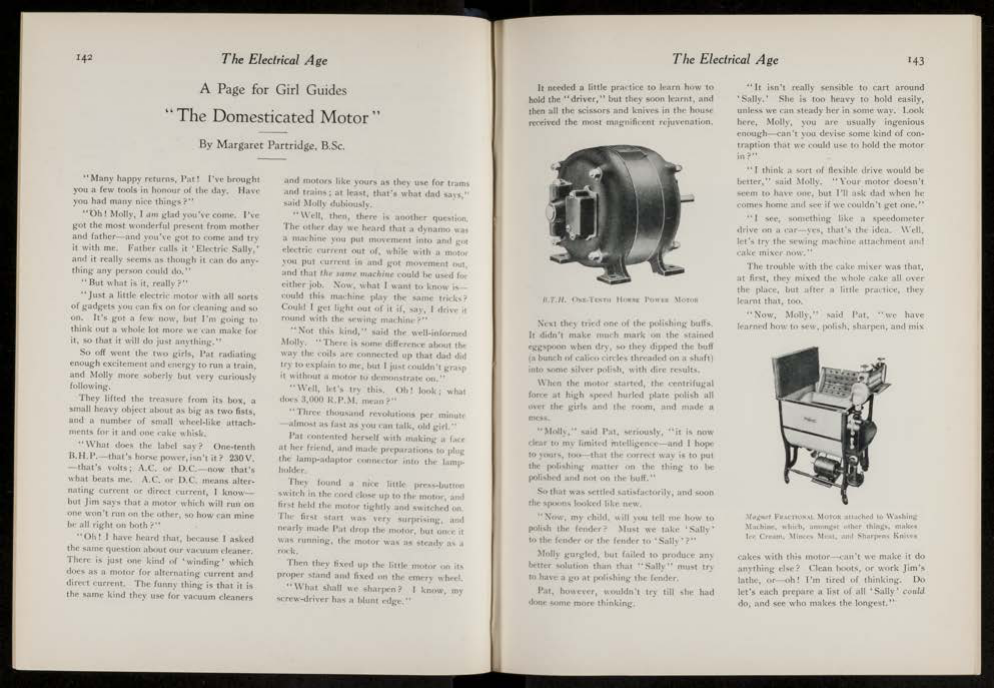 142
The Electrical Age
A Page for Girl Guides
"The Domesticated Motor"
By Margaret Partridge, B.Sc.
"Many happy returns, Pat! I've brought
you a few tools in honour of the day. Have
you had many nice things?"
"Oh! Molly, I am glad you've come. I've
got the most wonderful present from mother
and father—and you've got to come and try
it with me. Father calls it 'Electric Sally,'
and it really seems as though it can do any-
thing any person could do."
"But what is it, really?"
"Just a little electric motor with all sorts
of gadgets you can fix on for cleaning and so
on. It's got a few now, but I'm going to
think out a whole lot more we can make for
it, so that it will do just anything."
So off went the two girls, Pat radiating
enough excitement and energy to run a train,
and Molly more soberly but very curiously
following.
They lifted the treasure from its box, a
small heavy object about as big as two fists,
and a number of small wheel-like attach-
ments for it and one cake whisk.
"What does the label say? One-tenth
B.H.P.—that's horse power, isn't it? 230 V.
—that's volts; A.C. or D.C.—now that's
what beats me. A.C. or D.C. means alter-
nating current or direct current, I know—
but Jim says that a motor which will run on
one won't run on the other, so how can mine
be all right on both?"
"Oh! I have heard that, because I asked
the same question about our vacuum cleaner.
There is just one kind of 'winding' which
does as a motor for alternating current and
direct current. The funny thing is that it is
the same kind they use for vacuum cleaners
and motors like yours as they use for trams
and trains; at least, that's what dad says,"
said Molly dubiously.
"Well, then, there is another question.
The other day we heard that a dynamo was
a machine you put movement into and got
electric current out of, while with a motor
you put current in and got movement out,
and that the same machine could be used for
either job. Now, what I want to know is—
could this machine play the same tricks?
Could I get light out of it if, say, I drive it
round with the sewing machine?"
"Not this kind," said the well-informed
Molly. "There is some difference about the
way the coils are connected up that dad did
try to explain to me, but I just couldn't grasp
it without a motor to demonstrate on."
"Well, let's try this. Oh! look; what
does 3,000 R.P.M. mean?"
"Three thousand revolutions per minute
—almost as fast as you can talk, old girl."
Pat contented herself with making a face
at her friend, and made preparations to plug
the lamp-adaptor connector into the lamp-
holder.
They found a nice little press-button
switch in the cord close up to the motor, and
first held the motor tightly and switched on.
The first start was very surprising, and
nearly made Pat drop the motor, but once it
was running, the motor was as steady as a
rock.
Then they fixed up the little motor on its
proper stand and fixed on the emery wheel.
"What shall we sharpen? I know, my
screw-driver has a blunt edge."
The Electrical Age
143
It needed a little practice to learn how to
hold the "driver," but they soon learnt, and
then all the scissors and knives in the house
received the most magnificent rejuvenation.
B.T.H. One-Tenth Horse Power Motor
Next they tried one of the polishing buffs.
It didn't make much mark on the stained
eggspoon when dry, so they dipped the buff
(a bunch of calico circles threaded on a shaft)
into some silver polish, with dire results.
When the motor started, the centrifugal
force at high speed hurled plate polish all
over the girls and the room, and made a
mess.
"Molly," said Pat, seriously, "it is now
clear to my limited intelligence—and I hope
to yours, too—that the correct way is to put
the polishing matter on the thing to be
polished and not on the buff."
So that was settled satisfactorily, and soon
the spoons looked like new.
"Now, my child, will you tell me how to
polish the fender? Must we take 'Sally'
to the fender or the fender to 'Sally'?"
Molly gurgled, but failed to produce any
better solution than that "Sally" must try
to have a go at polishing the fender.
Pat, however, wouldn't try till she had
done some more thinking.
"It isn't really sensible to cart around
'Sally.' She is too heavy to hold easily,
unless we can steady her in some way. Look
here, Molly, you are usually ingenious
enough—can't you devise some kind of con-
traption that we could use to hold the motor
in?"
"I think a sort of flexible drive would be
better," said Molly. "Your motor doesn't
seem to have one, but I'll ask dad when he
comes home and see if we couldn't get one."
"I see, something like a speedometer
drive on a car—yes, that's the idea. Well,
let's try the sewing machine attachment and
cake mixer now."
The trouble with the cake mixer was that,
at first, they mixed the whole cake all over
the place, but after a little practice, they
learnt that, too.
"Now, Molly," said Pat, "we have
learned how to sew, polish, sharpen, and mix
Magnet Fractional Motor attached to Washing
Machine, which, amongst other things, makes
Ice Cream, Minces Meat, and Sharpens Knives
cakes with this motor—can't we make it do
anything else? Clean boots, or work Jim's
lathe, or—oh! I'm tired of thinking. Do
let's each prepare a list of all 'Sally' could
do, and see who makes the longest."